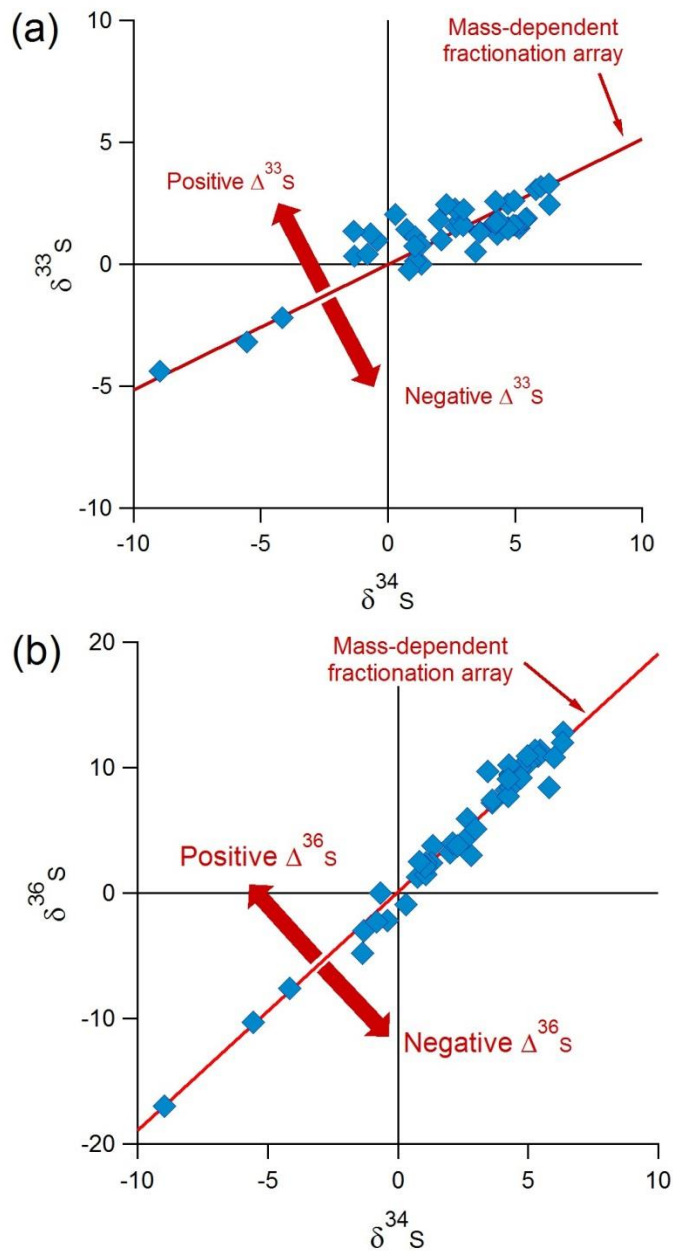 (a)
Mass-dependent
fractionation array
10
5
0
-5
-10
δ³³S
Positive Δ³³S
Negative Δ³³S
-10 -5 0 5 10
δ³⁴S
(b)
Mass-dependent
fractionation array
20
10
0
-10
-20
δ³⁶S
Positive Δ³⁶S
Negative Δ³⁶S
-10 -5 0 5 10
δ³⁴S